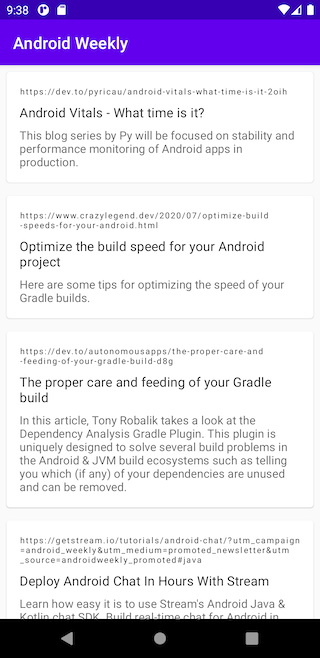 9:38
Android Weekly
https://dev.to/pyricau/android-vitals-what-time-is-it-2oih
Android Vitals - What time is it?
This blog series by Py will be focused on stability and
performance monitoring of Android apps in
production.
https://www.crazylegend.dev/2020/07/optimize-build
-speeds-for-your-android.html
Optimize the build speed for your Android
project
Here are some tips for optimizing the speed of your
Gradle builds.
https://dev.to/autonomousapps/the-proper-care-and
-feeding-of-your-gradle-build-d8g
The proper care and feeding of your Gradle
build
In this article, Tony Robalik takes a look at the
Dependency Analysis Gradle Plugin. This plugin is
uniquely designed to solve several build problems in
the Android & JVM build ecosystems such as telling
you which (if any) of your dependencies are unused
and can be removed.
https://getstream.io/tutorials/android-chat/?utm_campaign
=android_weekly&utm_medium=promoted_newsletter&utm
_source=androidweekly_promoted#java
Deploy Android Chat In Hours With Stream
Learn how easy it is to use Stream's Android Java &
Kotlin chat SDK. Build real-time chat for Android in